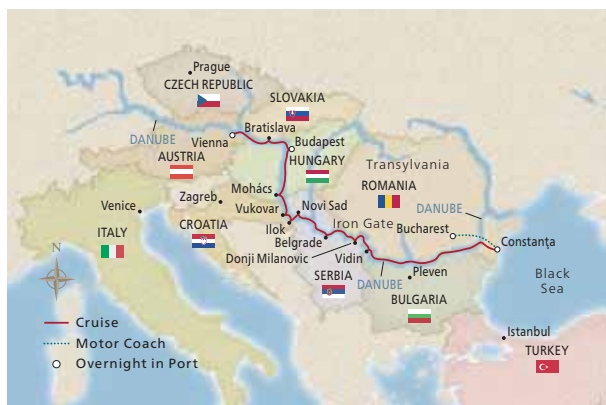 Prague
CZECH REPUBLIC
SLOVAKIA
DANUBE
Bratislava
Vienna
Budapest
AUSTRIA
HUNGARY
Transylvania
Mohács
Zagreb
Novi Sad
ROMANIA
Venice
Vukovar
DANUBE
Iron Gate
Bucharest
CROATIA
Ilok
Constanţa
ITALY
Belgrade
N
Donji Milanovic
Vidin
SERBIA
Pleven
Black
Sea
DANUBE
BULGARIA
Cruise
Motor Coach
Overnight in Port
Istanbul
TURKEY